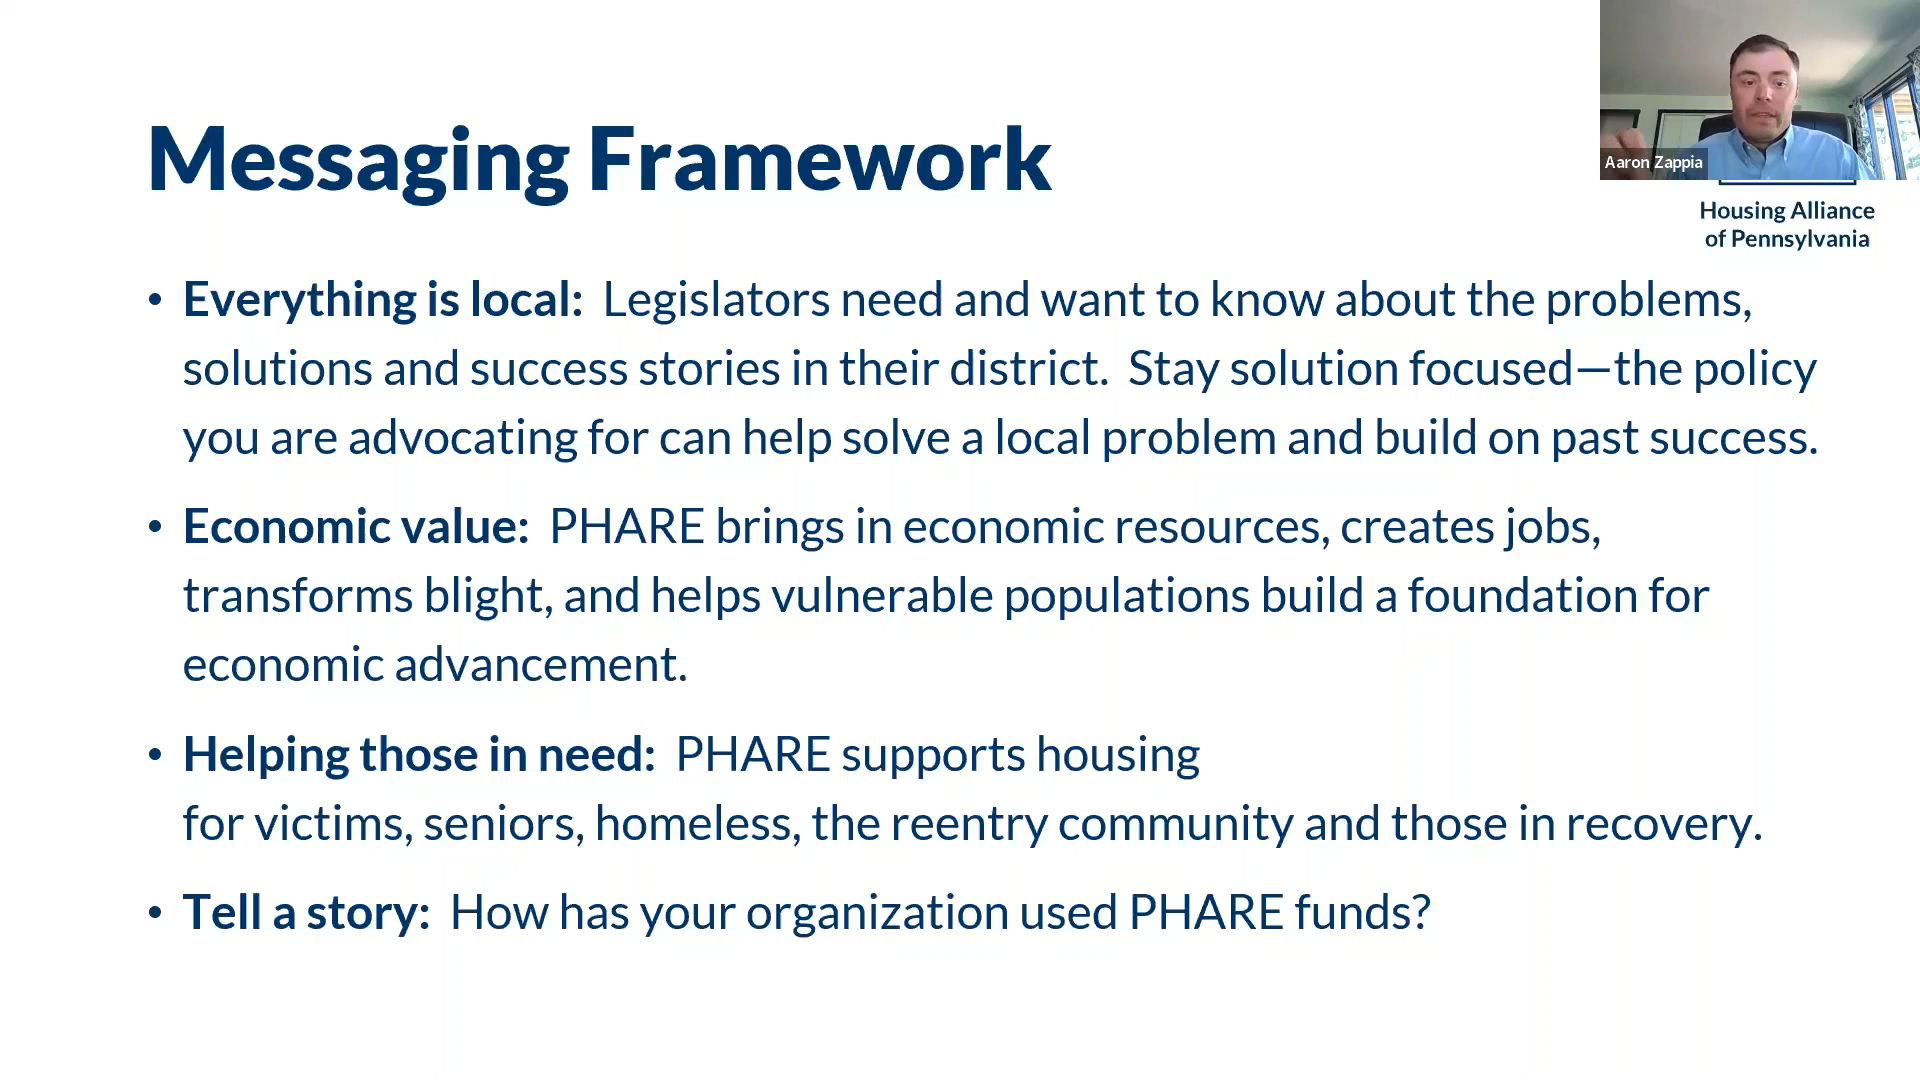 Messaging Framework
Aaron Zappia
Housing Alliance
of Pennsylvania
• Everything is local: Legislators need and want to know about the problems,
solutions and success stories in their district. Stay solution focused—the policy
you are advocating for can help solve a local problem and build on past success.
• Economic value: PHARE brings in economic resources, creates jobs,
transforms blight, and helps vulnerable populations build a foundation for
economic advancement.
• Helping those in need: PHARE supports housing
for victims, seniors, homeless, the reentry community and those in recovery.
• Tell a story: How has your organization used PHARE funds?